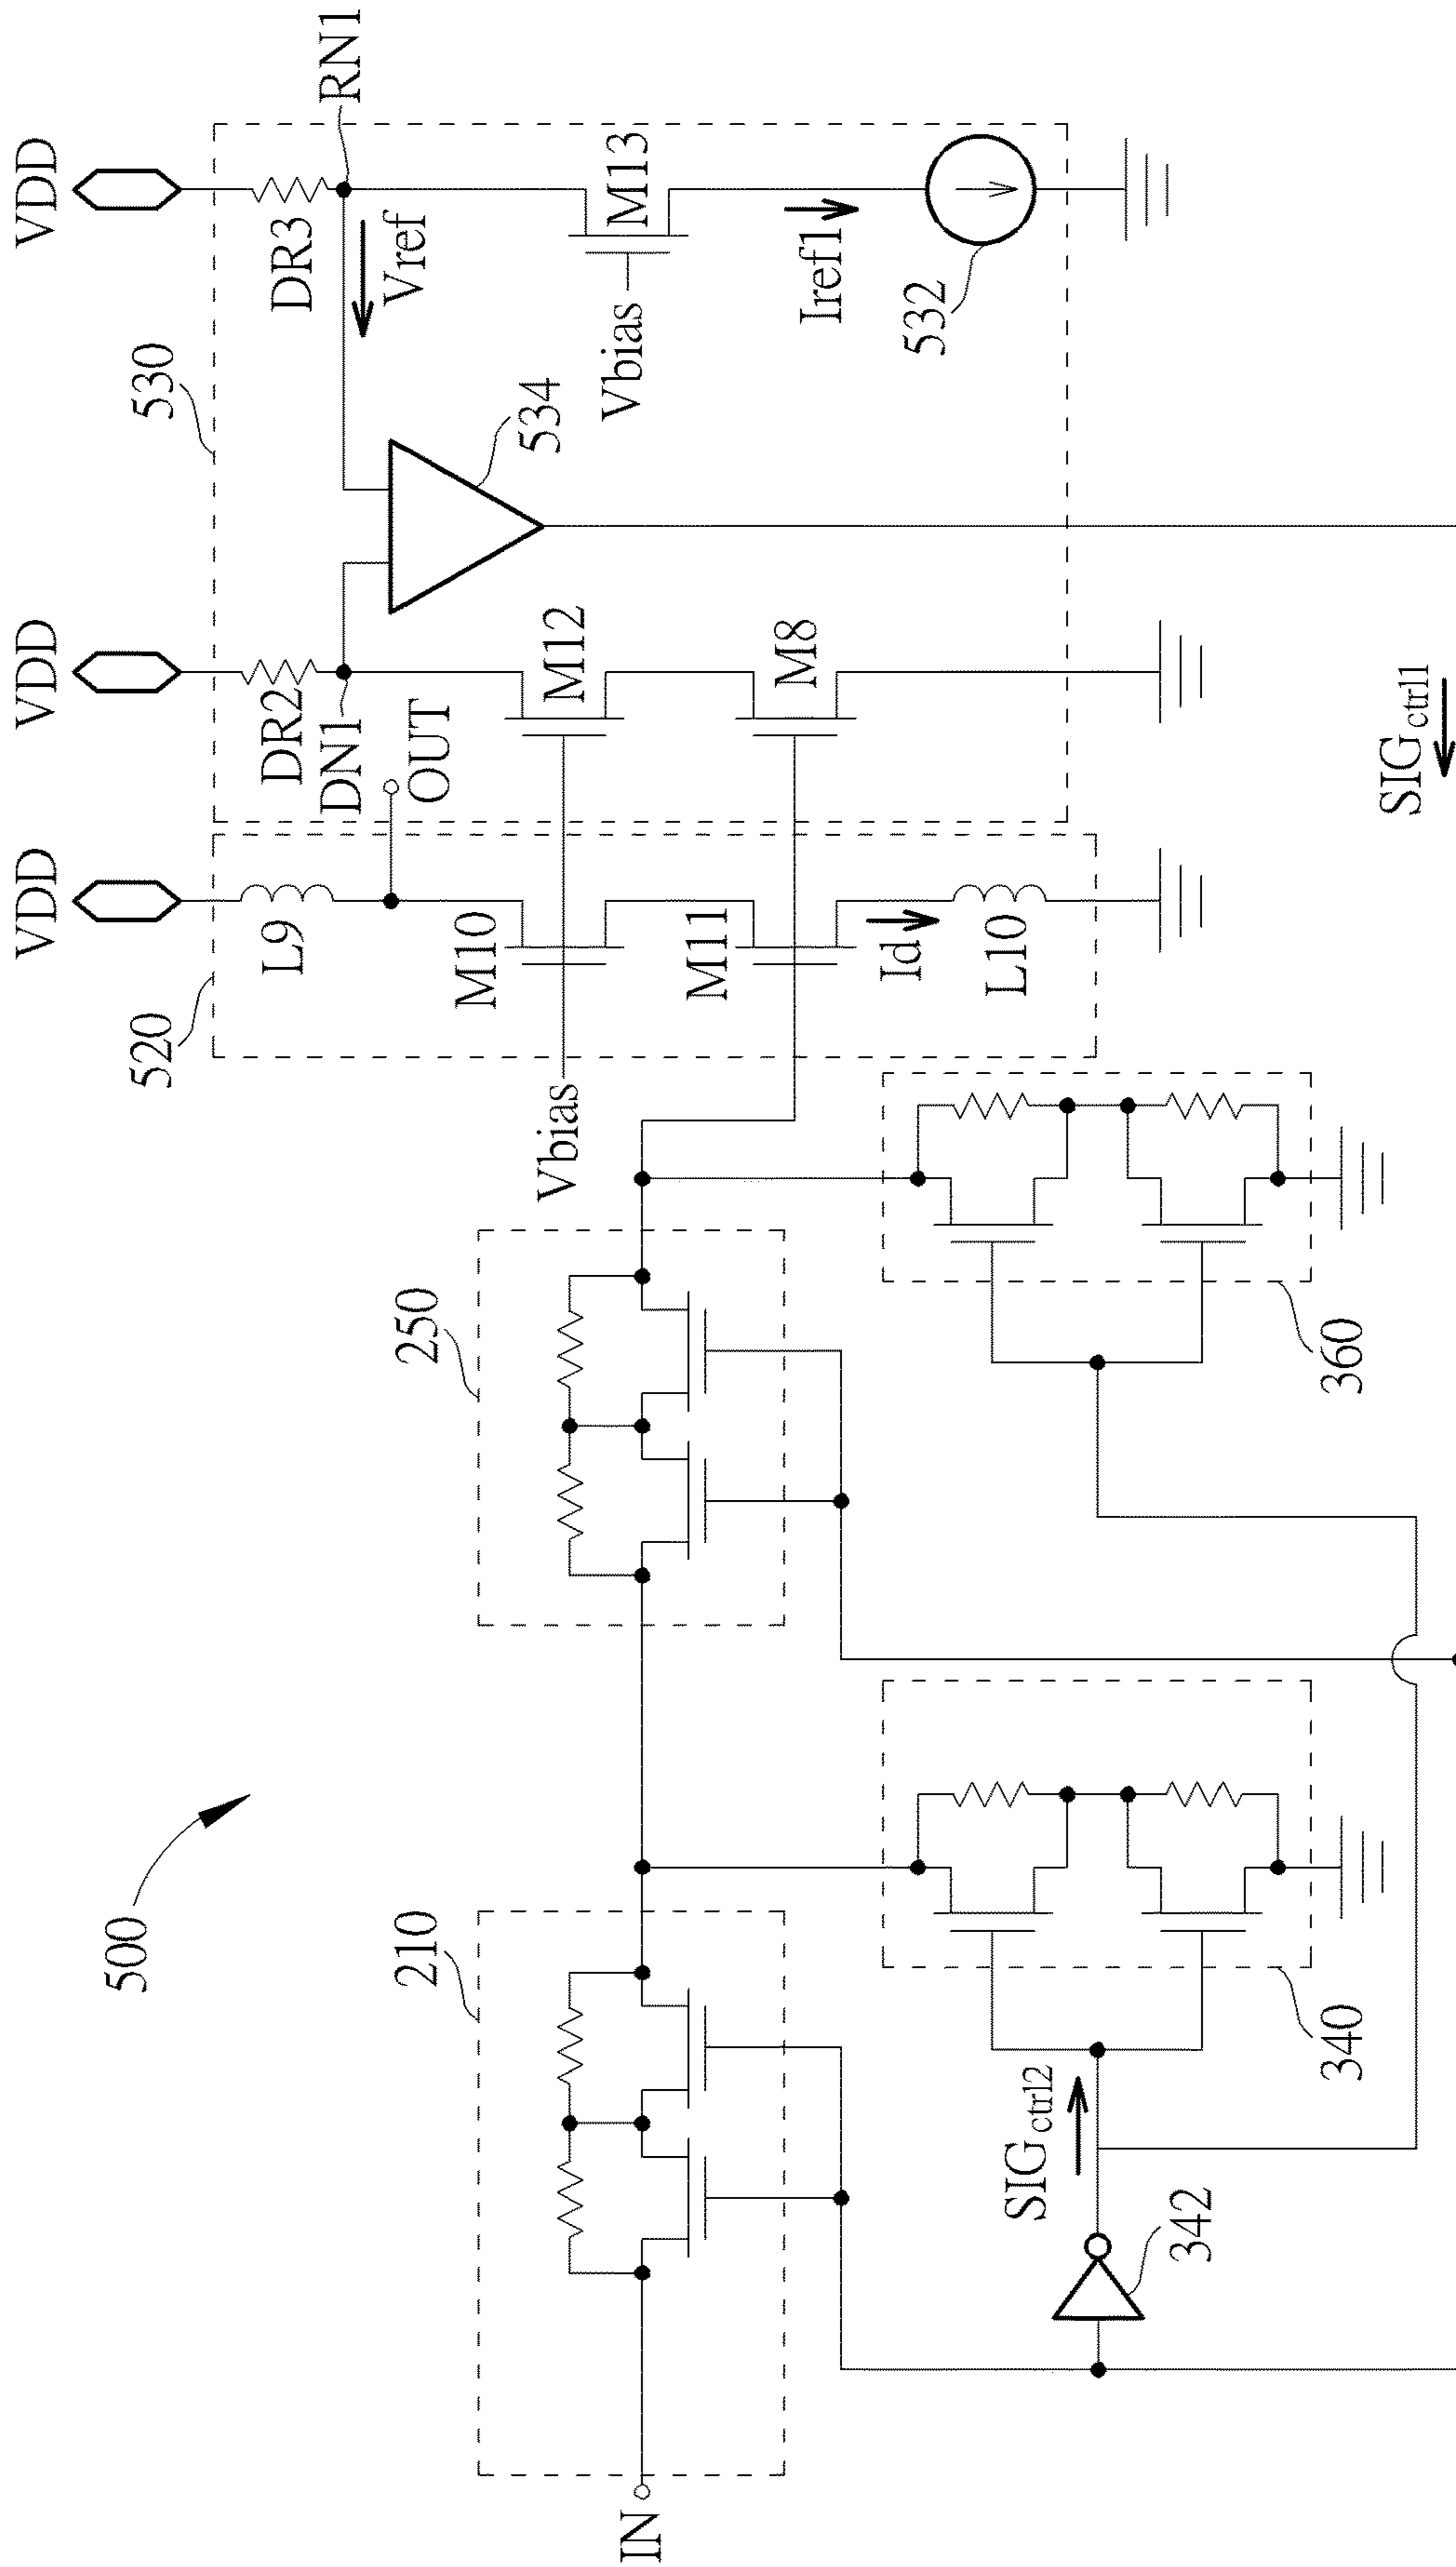 500
IN
210
250
342
SIGctrl2
340
360
520
VDD
L9
OUT
M10
Vbias
M11
Id
L10
530
VDD
DR2
DN1
M12
M8
534
VDD
DR3
RN1
Vref
M13
Vbias
Iref1
532
SIGctrl1